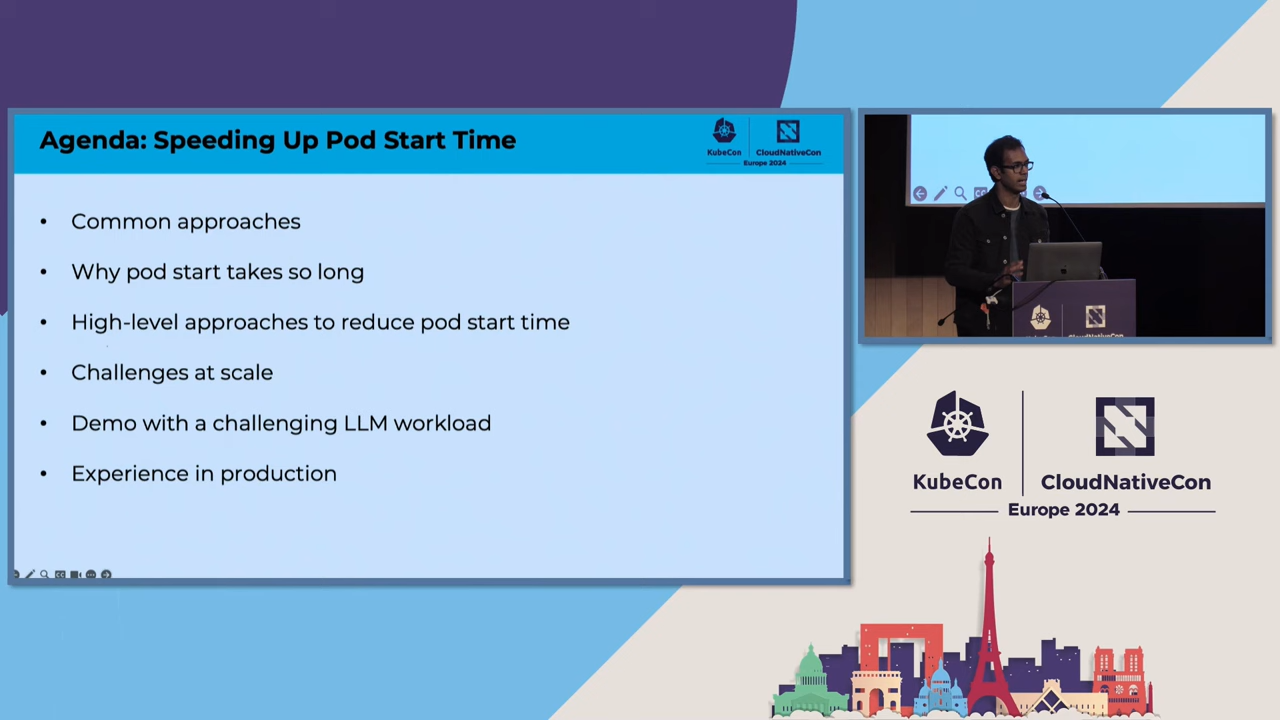 Agenda: Speeding Up Pod Start Time
KubeCon
CloudNativeCon
Europe 2024
• Common approaches
• Why pod start takes so long
• High-level approaches to reduce pod start time
• Challenges at scale
• Demo with a challenging LLM workload
• Experience in production
KubeCon
CloudNativeCon
Europe 2024